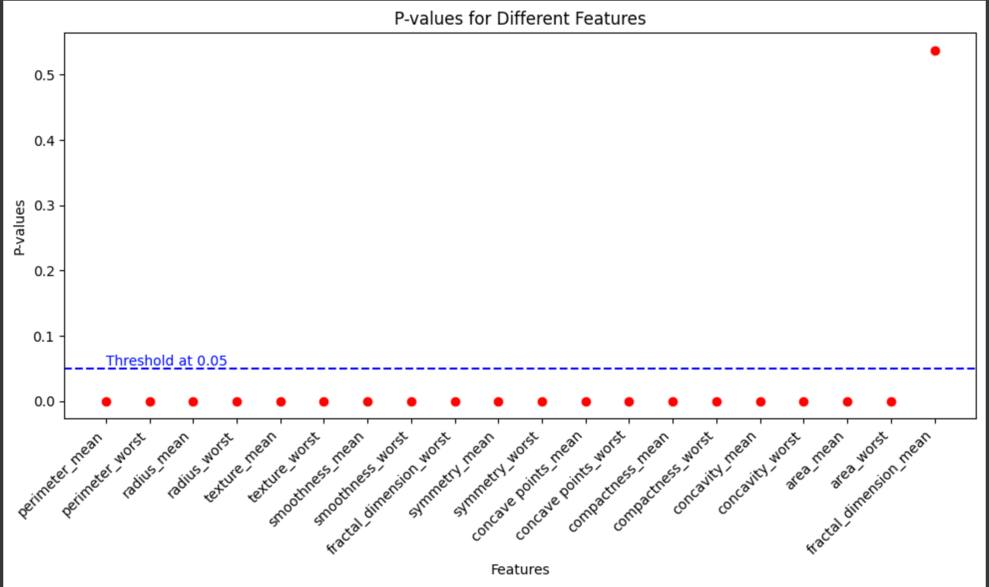 P-values for Different Features
P-values
0.5
0.4
0.3
0.2
0.1
0.0
Threshold at 0.05
perimeter_mean
perimeter_worst
radius_mean
radius_worst
texture_mean
texture_worst
smoothness_mean
smoothness_worst
fractal_dimension_worst
symmetry_mean
symmetry_worst
concave points_mean
concave points_worst
compactness_mean
compactness_worst
concavity_mean
concavity_worst
area_mean
area_worst
fractal_dimension_mean
Features